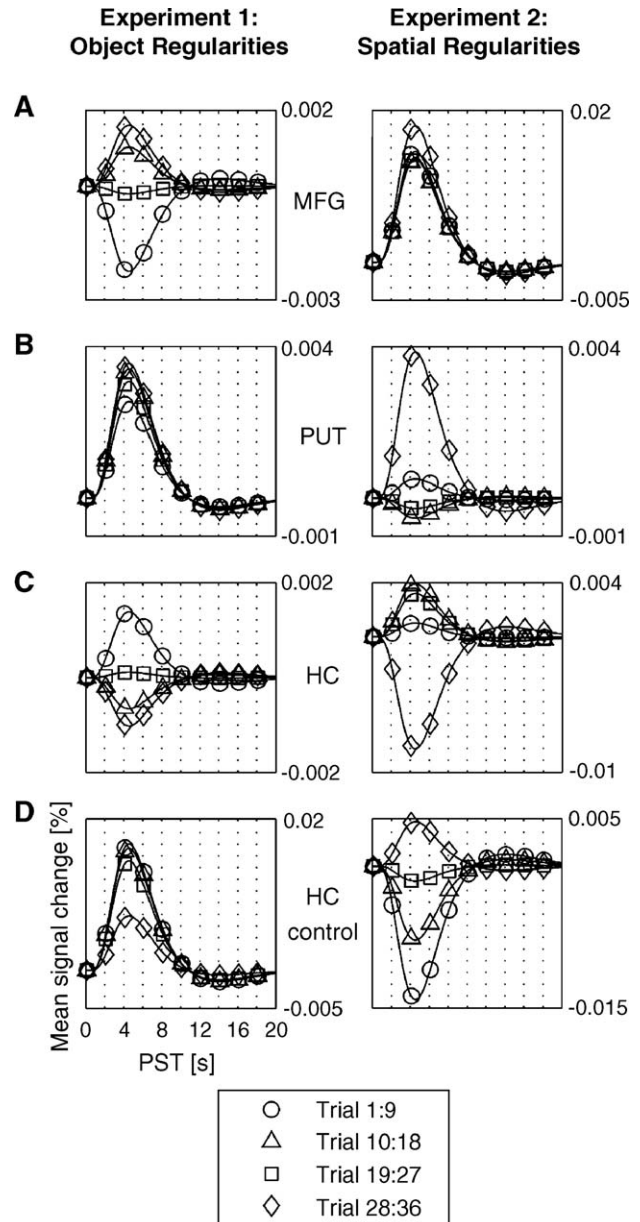 Experiment 1:
Object Regularities
Experiment 2:
Spatial Regularities
A
0.002
MFG
-0.003
0.02
-0.005
B
0.004
PUT
-0.001
0.004
-0.001
C
0.002
HC
-0.002
0.004
-0.01
D
Mean signal change [%]
0.02
HC
control
-0.005
0 4 8 12 16 20
PST [s]
0.005
-0.015
Trial 1:9
Trial 10:18
Trial 19:27
Trial 28:36